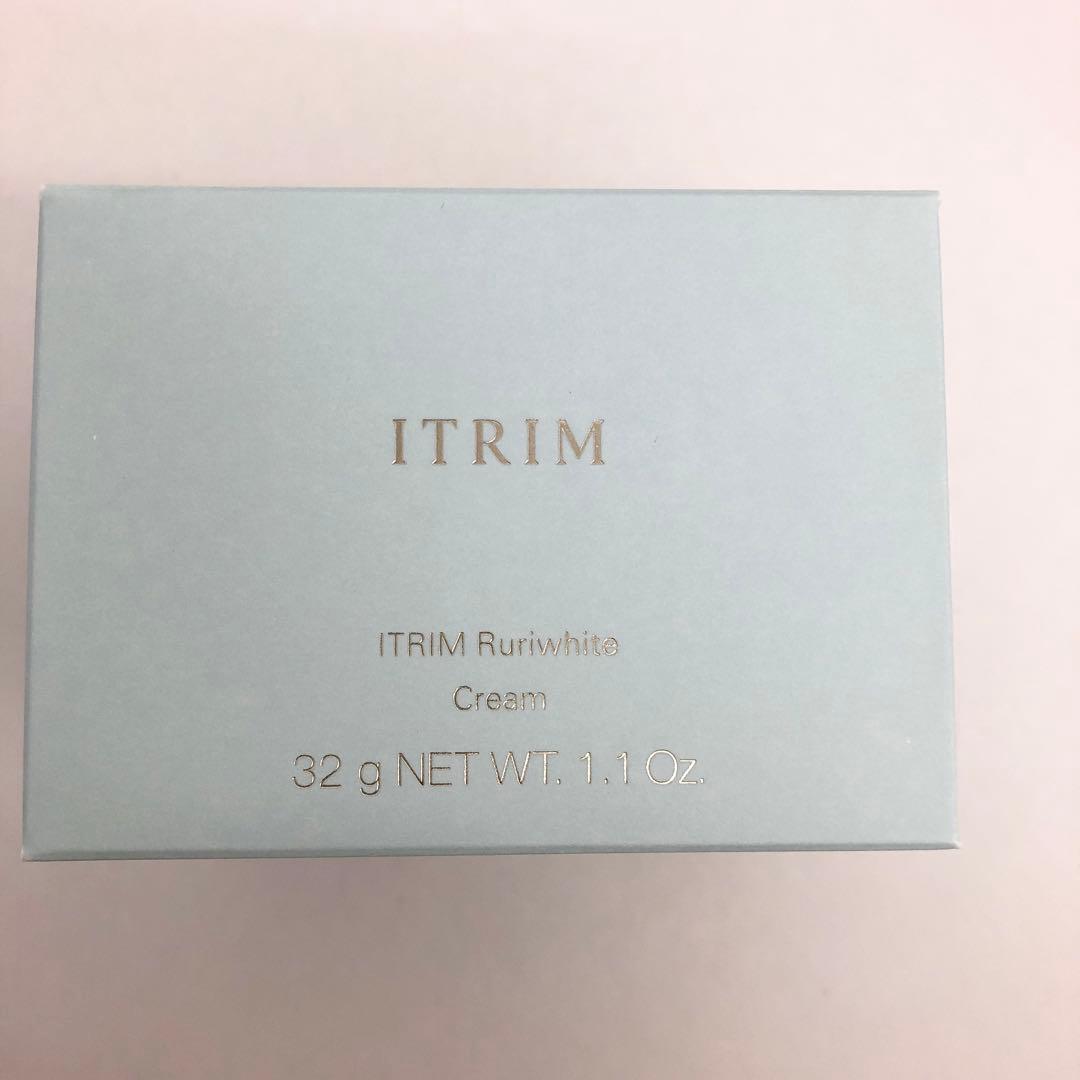 ITRIM
ITRIM Ruriwhite
Cream
32 g NET WT. 1.1 Oz.